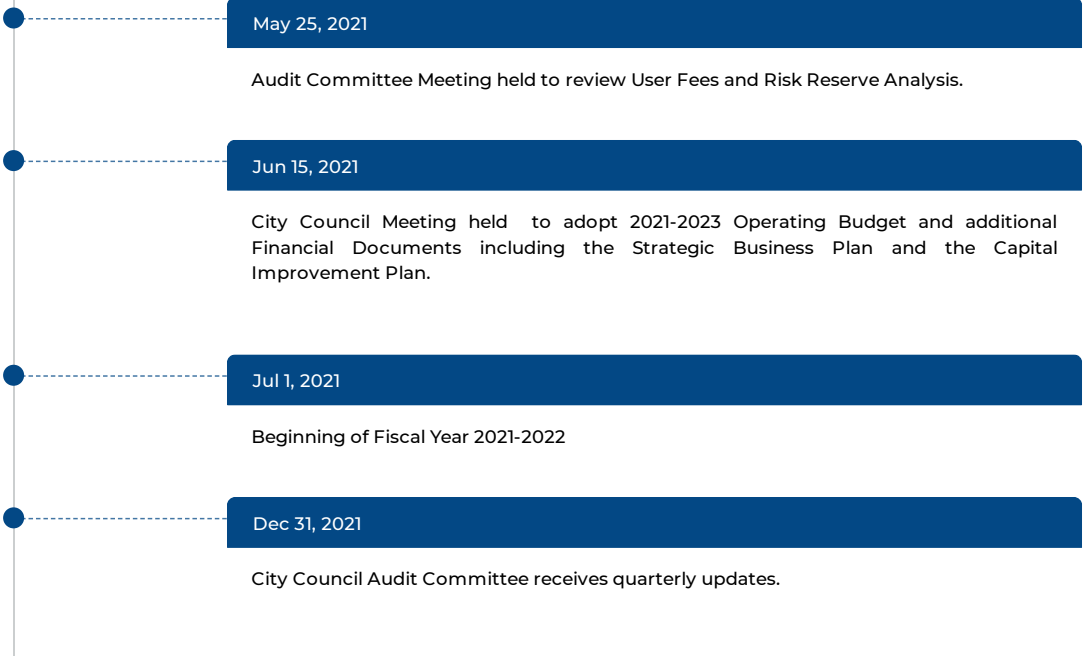 May 25, 2021
Audit Committee Meeting held to review User Fees and Risk Reserve Analysis.
Jun 15, 2021
City Council Meeting held to adopt 2021-2023 Operating Budget and additional
Financial Documents including the Strategic Business Plan and the Capital
Improvement Plan.
Jul 1, 2021
Beginning of Fiscal Year 2021-2022
Dec 31, 2021
City Council Audit Committee receives quarterly updates.